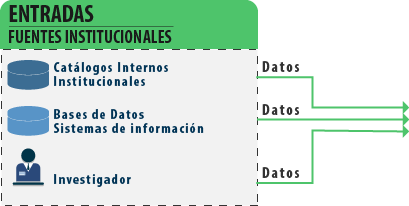 ENTRADAS
FUENTES INSTITUCIONALES
Catálogos Internos
Institucionales
Datos
Bases de Datos
Sistemas de información
Datos
Investigador
Datos